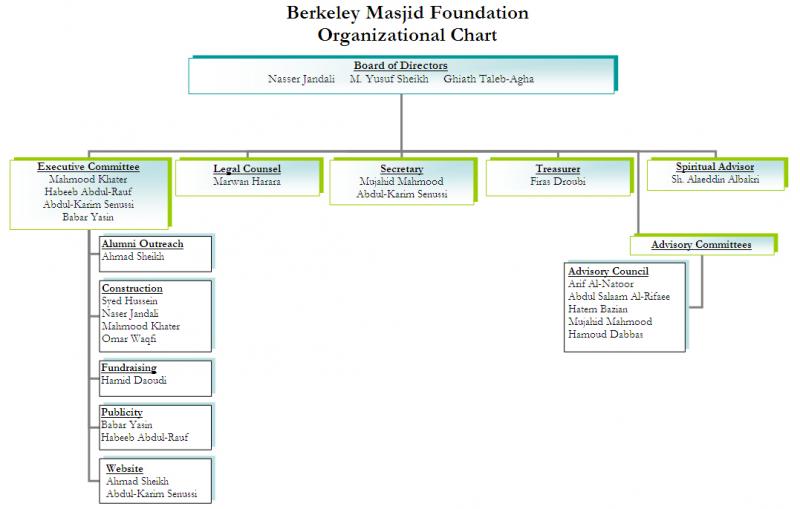 Berkeley Masjid Foundation
Organizational Chart
Board of Directors
Nasser Jandali M. Yusuf Sheikh Ghiath Taleb-Agha
Executive Committee
Mahmood Khater
Habeeb Abdul-Rauf
Abdul-Karim Senussi
Babar Yasin
Legal Counsel
Marwan Harara
Secretary
Mujahid Mahmood
Abdul-Karim Senussi
Treasurer
Firas Droubi
Spiritual Advisor
Sh. Alaeddin Albakri
Alumni Outreach
Ahmad Sheikh
Construction
Syed Hussein
Naser Jandali
Mahmood Khater
Omar Waqfi
Fundraising
Hamid Daoudi
Publicity
Babar Yasin
Habeeb Abdul-Rauf
Website
Ahmad Sheikh
Abdul-Karim Senussi
Advisory Committees
Advisory Council
Arif Al-Natoor
Abdul Salaam Al-Rifaee
Hatem Bazian
Mujahid Mahmood
Hamoud Dabbas